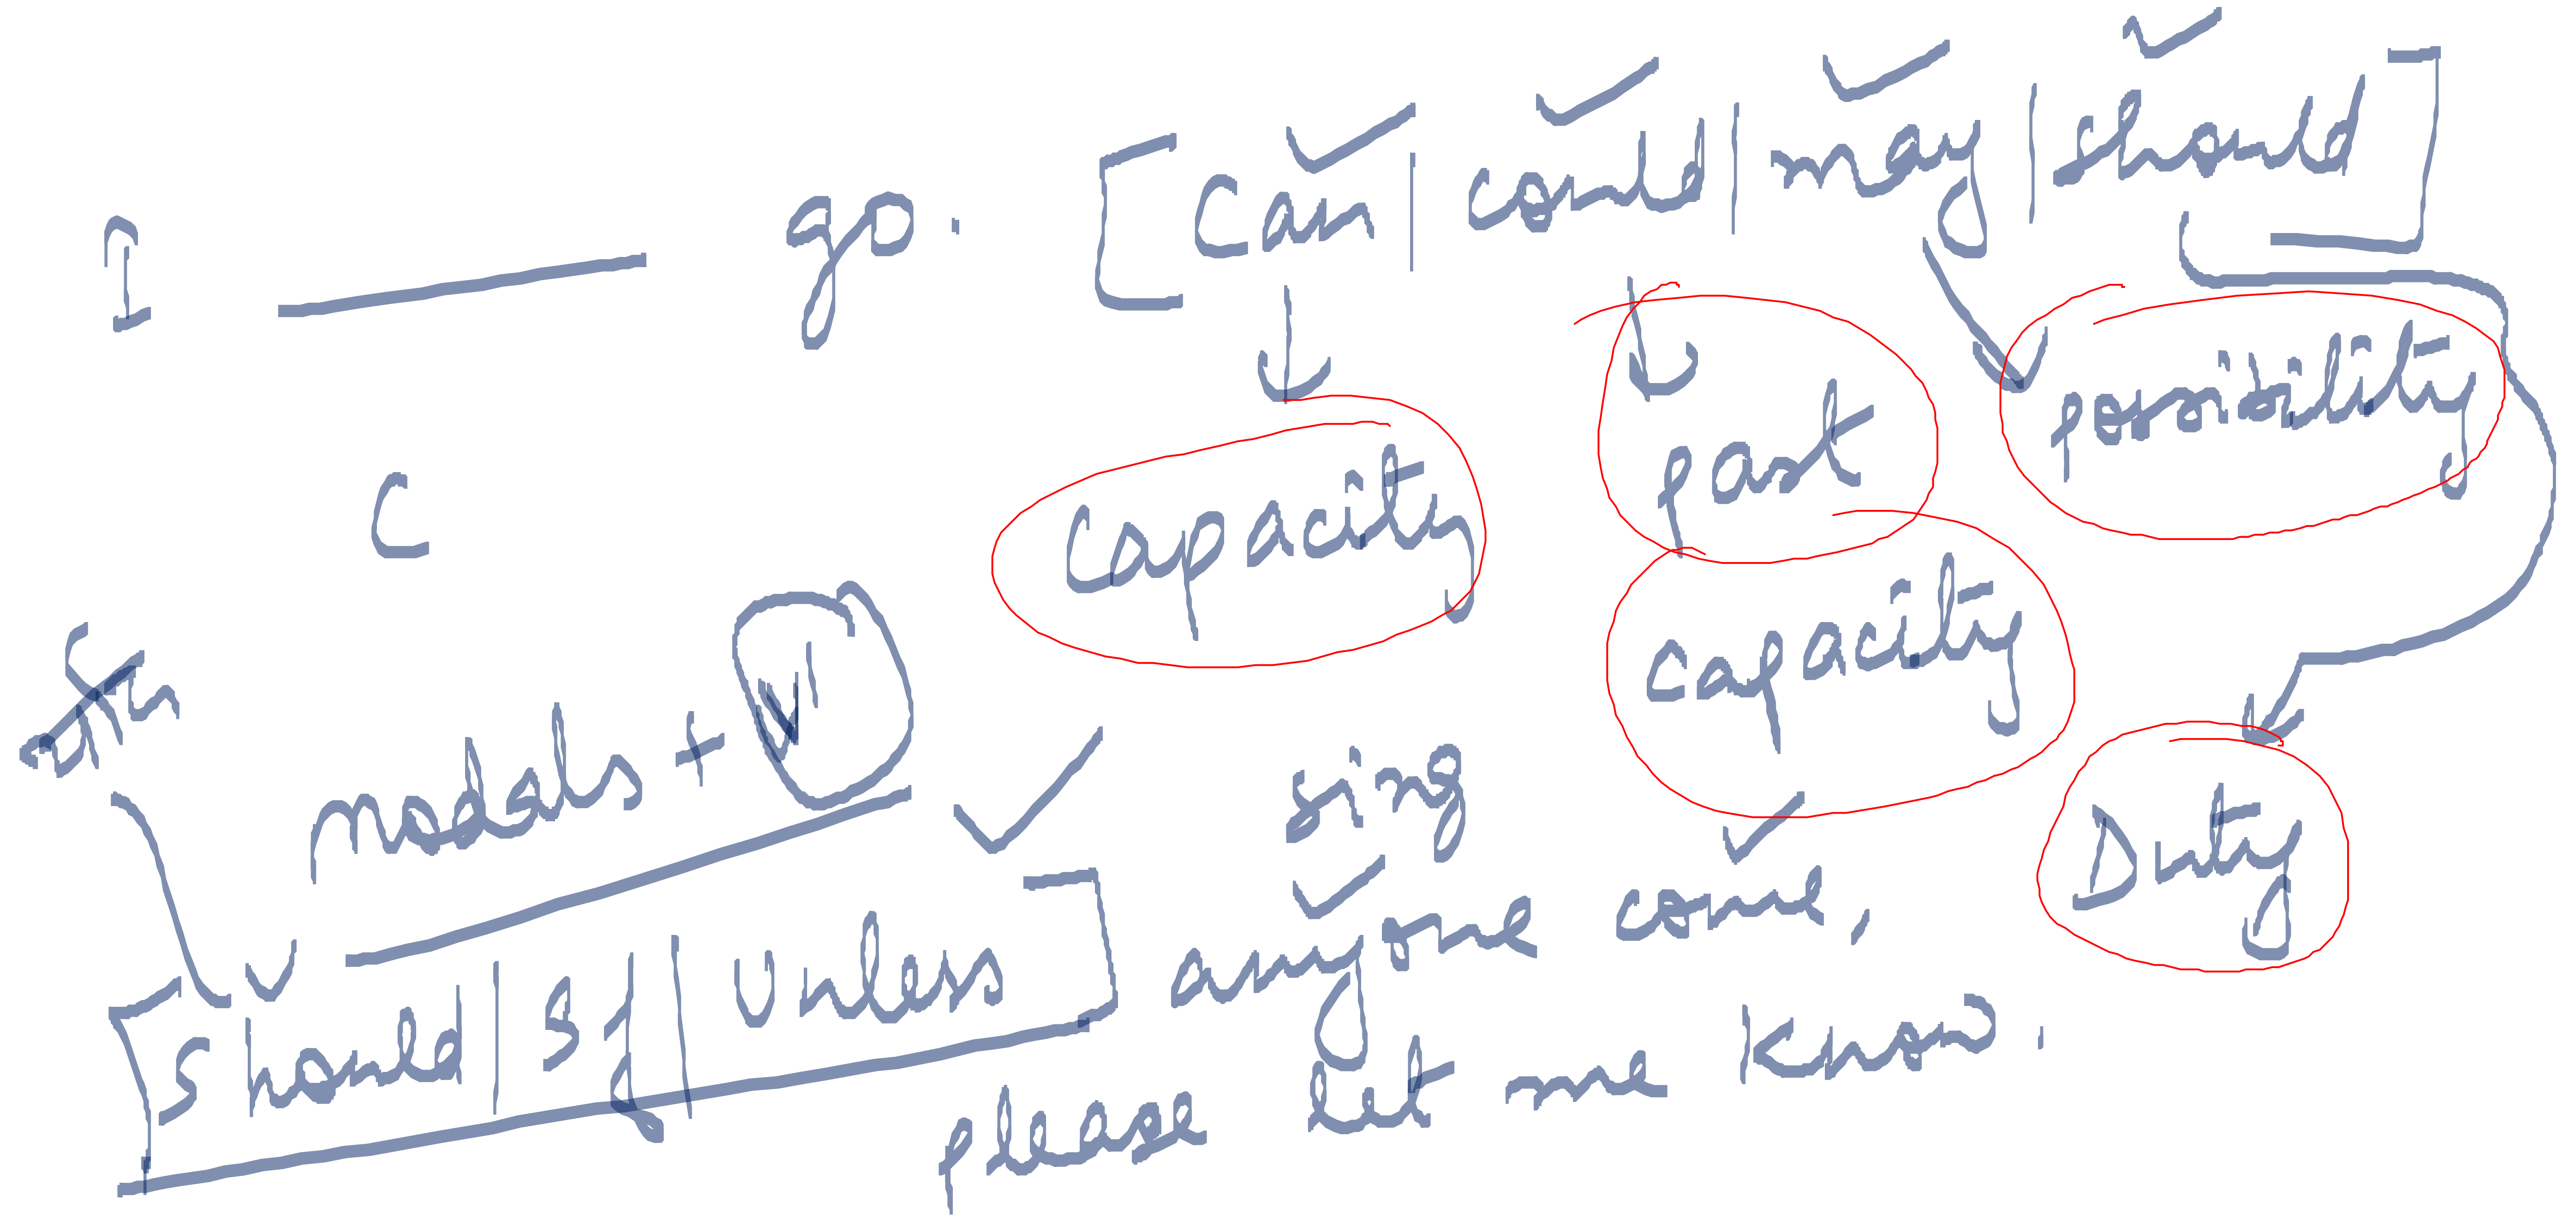 I ______ go. [Can | could | may | should]
possibility
past
Capacity
C
capacity
modals + V1
sing
Duty
[Should | If | Unless] anyone come,
please let me know.